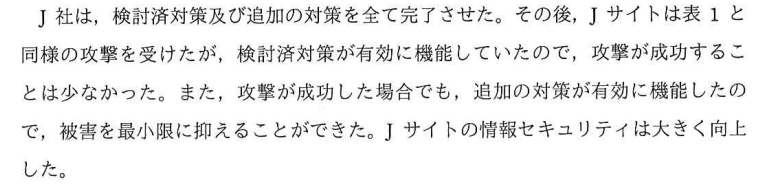 J 社は，検討済対策及び追加の対策を全て完了させた。その後，J サイトは表 1 と
同様の攻撃を受けたが，検討済対策が有効に機能していたので，攻撃が成功するこ
とは少なかった。また，攻撃が成功した場合でも，追加の対策が有効に機能したの
で，被害を最小限に抑えることができた。J サイトの情報セキュリティは大きく向上
した。